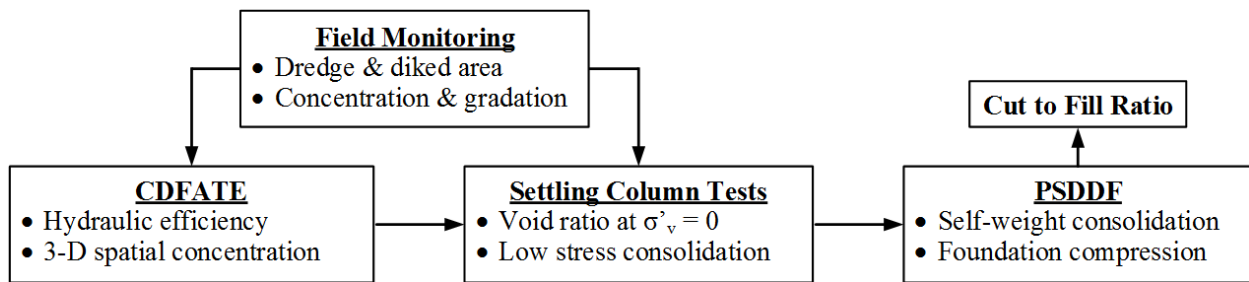 Field Monitoring
• Dredge & diked area
• Concentration & gradation
Cut to Fill Ratio
CDFATE
• Hydraulic efficiency
• 3-D spatial concentration
Settling Column Tests
• Void ratio at σ'v = 0
• Low stress consolidation
PSDDF
• Self-weight consolidation
• Foundation compression